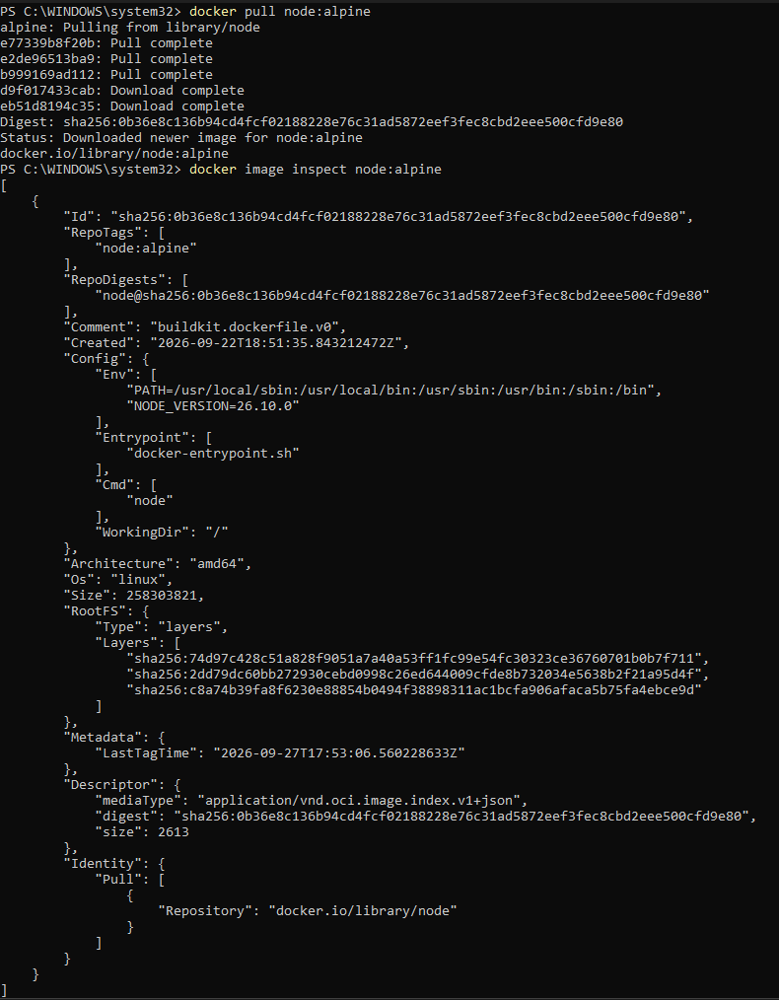 PS C:\WINDOWS\system32> docker pull node:alpine
alpine: Pulling from library/node
e77339b8f20b: Pull complete
e2de96513ba9: Pull complete
b999169ad112: Pull complete
d9f017433cab: Download complete
eb51d8194c35: Download complete
Digest: sha256:0b36e8c136b94cd4fcf02188228e76c31ad5872eef3fec8cbd2eee500cfd9e80
Status: Downloaded newer image for node:alpine
docker.io/library/node:alpine
PS C:\WINDOWS\system32> docker image inspect node:alpine
[
    {
        "Id": "sha256:0b36e8c136b94cd4fcf02188228e76c31ad5872eef3fec8cbd2eee500cfd9e80",
        "RepoTags": [
            "node:alpine"
        ],
        "RepoDigests": [
            "node@sha256:0b36e8c136b94cd4fcf02188228e76c31ad5872eef3fec8cbd2eee500cfd9e80"
        ],
        "Comment": "buildkit.dockerfile.v0",
        "Created": "2026-09-22T18:51:35.843212472Z",
        "Config": {
            "Env": [
                "PATH=/usr/local/sbin:/usr/local/bin:/usr/sbin:/usr/bin:/sbin:/bin",
                "NODE_VERSION=26.10.0"
            ],
            "Entrypoint": [
                "docker-entrypoint.sh"
            ],
            "Cmd": [
                "node"
            ],
            "WorkingDir": "/"
        },
        "Architecture": "amd64",
        "Os": "linux",
        "Size": 258303821,
        "RootFS": {
            "Type": "layers",
            "Layers": [
                "sha256:74d97c428c51a828f9051a7a40a53ff1fc99e54fc30323ce36760701b0b7f711",
                "sha256:2dd79dc60bb272930cebd0998c26ed644009cfde8b732034e5638b2f21a95d4f",
                "sha256:c8a74b39fa8f6230e88854b0494f38898311ac1bcfa906afaca5b75fa4ebce9d"
            ]
        },
        "Metadata": {
            "LastTagTime": "2026-09-27T17:53:06.560228633Z"
        },
        "Descriptor": {
            "mediaType": "application/vnd.oci.image.index.v1+json",
            "digest": "sha256:0b36e8c136b94cd4fcf02188228e76c31ad5872eef3fec8cbd2eee500cfd9e80",
            "size": 2613
        },
        "Identity": {
            "Pull": [
                {
                    "Repository": "docker.io/library/node"
                }
            ]
        }
    }
]